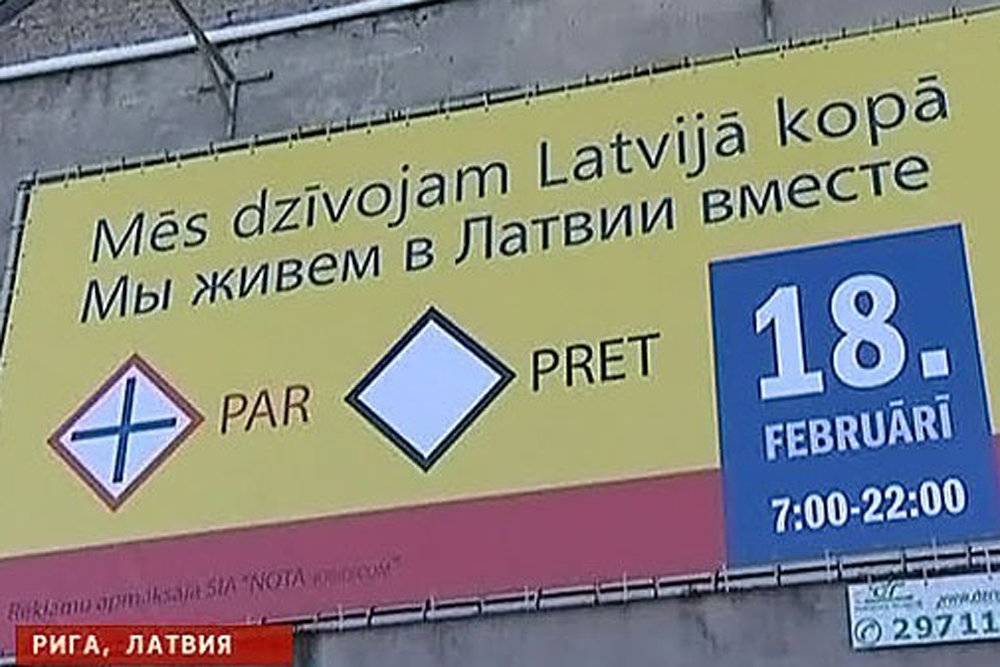 Mēs dzīvojam Latvijā kopā
Мы живем в Латвии вместе
PAR
PRET
18.
FEBRUĀRĪ
7:00-22:00
Reklāmu apmaksāja SIA "NOTA
29711
РИГА, ЛАТВИЯ